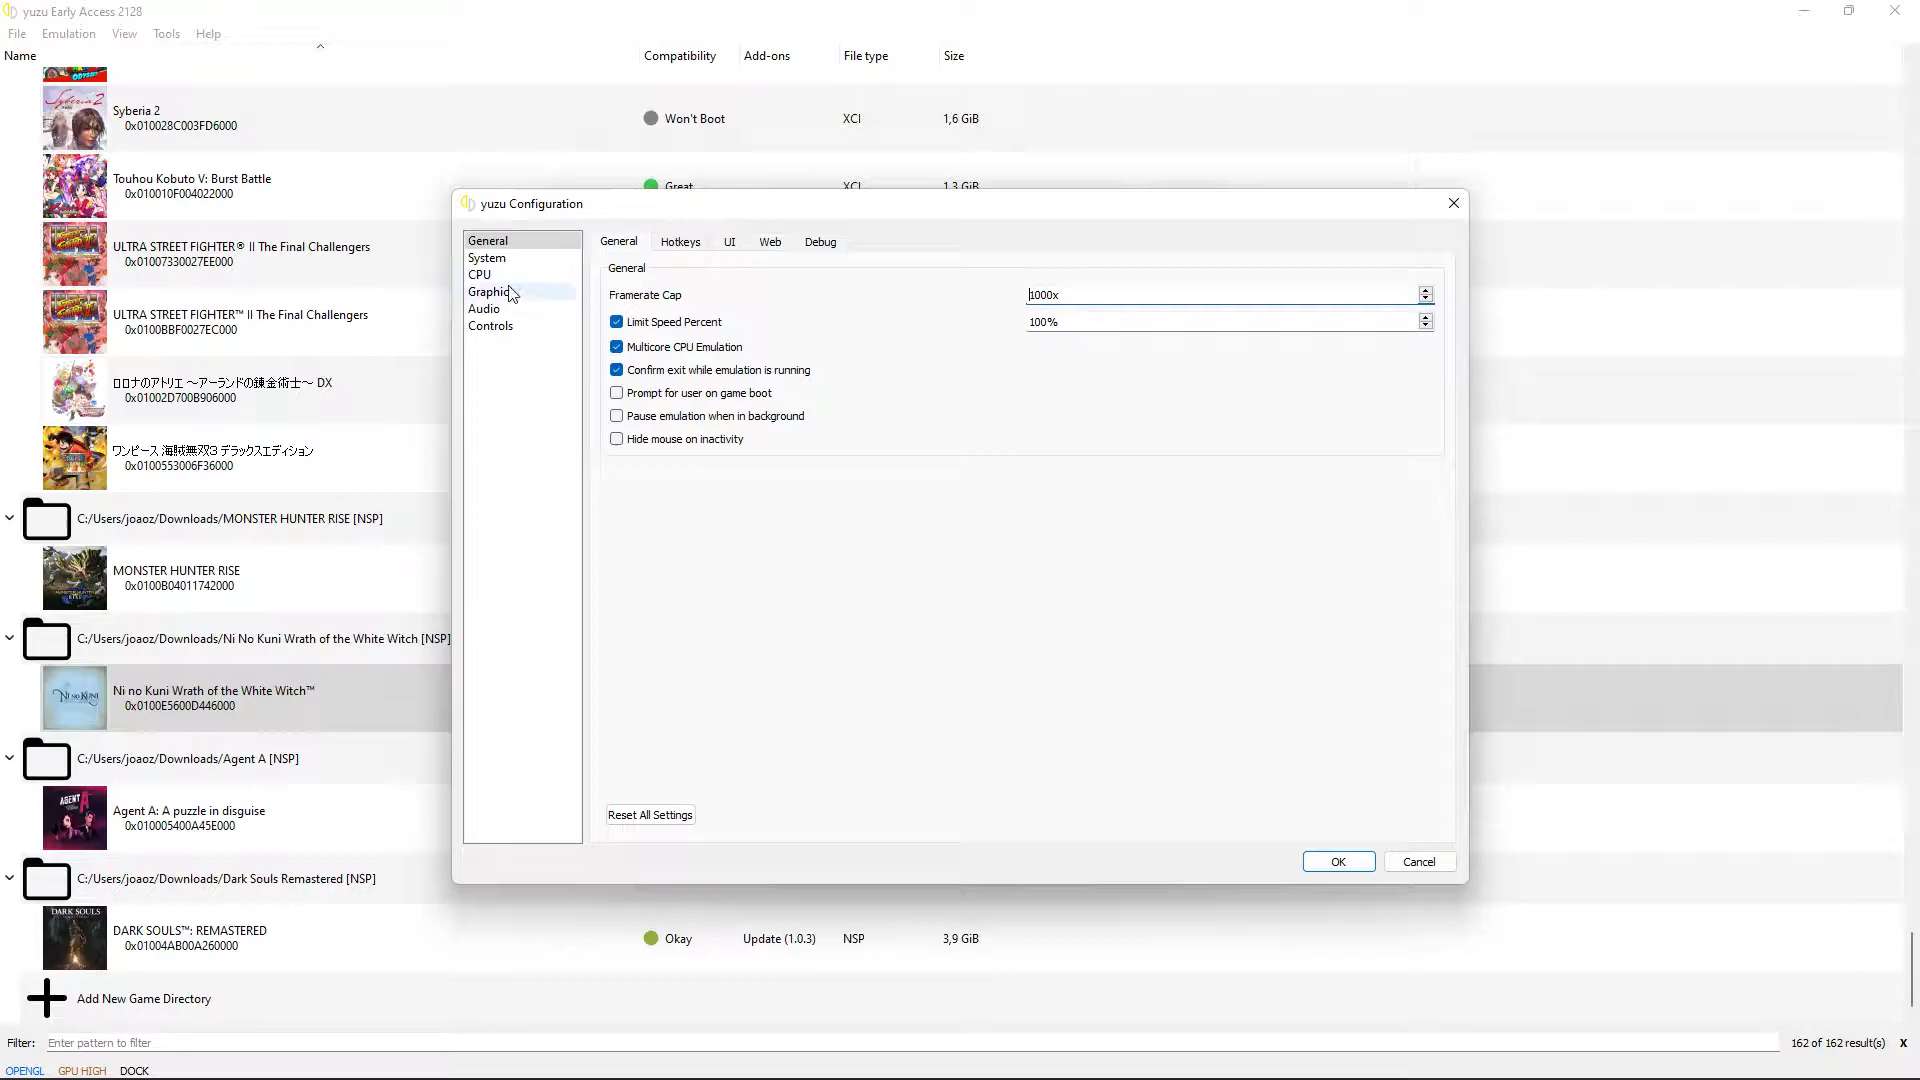 yuzu Early Access 2128
File Emulation View Tools Help
Name Compatibility Add-ons File type Size
ODYSSEY
Syberia 2
0x010028C003FD6000
Won't Boot XCI 1,6 GiB
Touhou Kobuto V: Burst Battle
0x010010F004022000
Great XCI 1,3 GiB
ULTRA STREET FIGHTER® II The Final Challengers
0x01007330027EE000
ULTRA STREET FIGHTER™ II The Final Challengers
0x0100BBF0027EC000
ロロナのアトリエ ～アーランドの錬金術士～ DX
0x01002D700B906000
ワンピース 海賊無双3 デラックスエディション
0x0100553006F36000
C:/Users/joaoz/Downloads/MONSTER HUNTER RISE [NSP]
MONSTER HUNTER RISE
0x0100B04011742000
C:/Users/joaoz/Downloads/Ni No Kuni Wrath of the White Witch [NSP]
NI NO KUNI
Ni no Kuni Wrath of the White Witch™
0x0100E5600D446000
C:/Users/joaoz/Downloads/Agent A [NSP]
AGENT A
Agent A: A puzzle in disguise
0x010005400A45E000
C:/Users/joaoz/Downloads/Dark Souls Remastered [NSP]
DARK SOULS
DARK SOULS™: REMASTERED
0x01004AB00A260000
Okay Update (1.0.3) NSP 3,9 GiB
Add New Game Directory
Filter: Enter pattern to filter 162 of 162 result(s) X
OPENGL GPU HIGH DOCK
yuzu Configuration
General
System
CPU
Graphics
Audio
Controls
General Hotkeys UI Web Debug
General
Framerate Cap 1000x
Limit Speed Percent 100%
Multicore CPU Emulation
Confirm exit while emulation is running
Prompt for user on game boot
Pause emulation when in background
Hide mouse on inactivity
Reset All Settings
OK Cancel